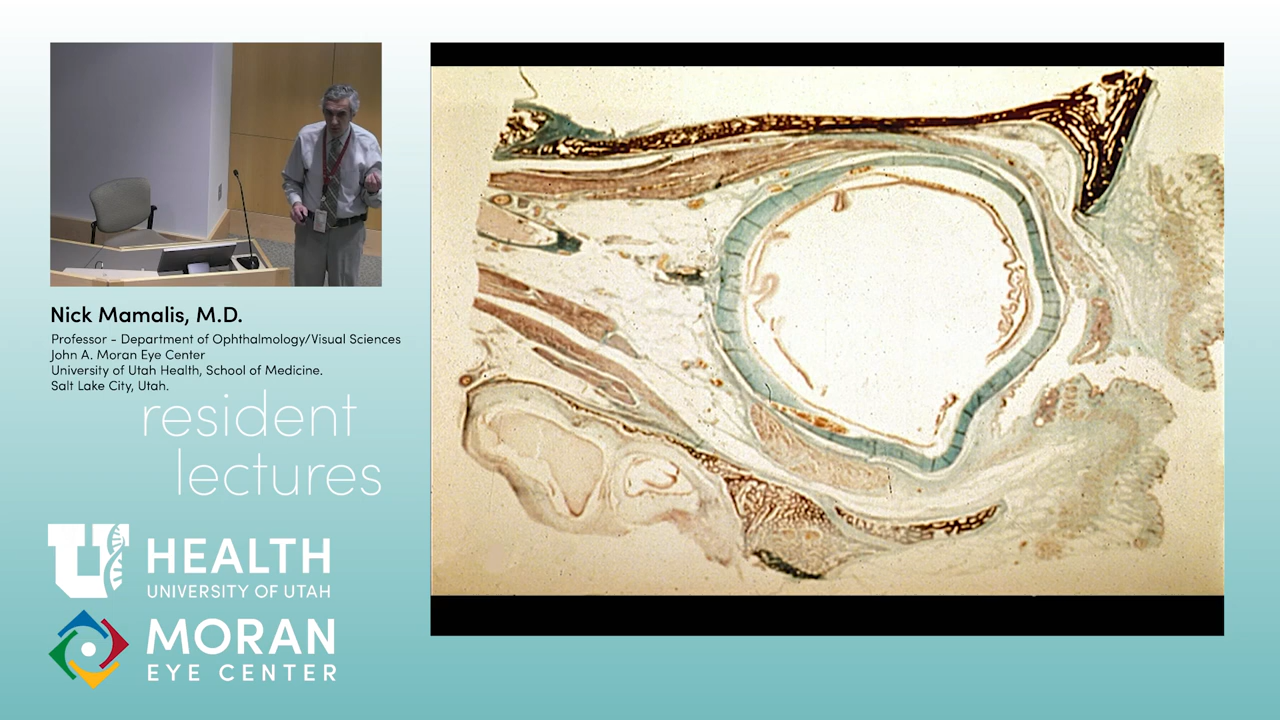 Nick Mamalis, M.D.
Professor - Department of Ophthalmology/Visual Sciences
John A. Moran Eye Center
University of Utah Health, School of Medicine.
Salt Lake City, Utah.
resident
lectures
U
HEALTH
UNIVERSITY OF UTAH
MORAN
EYE CENTER